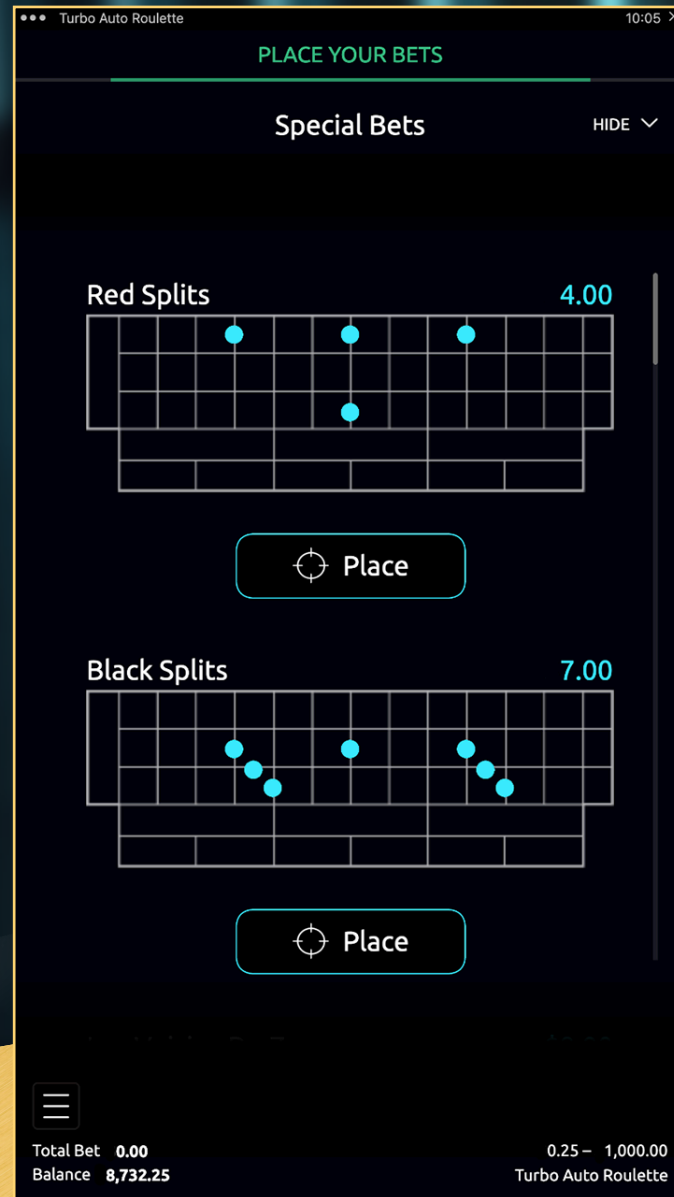 Turbo Auto Roulette 10:05
PLACE YOUR BETS
Special Bets HIDE
Red Splits 4.00
Place
Black Splits 7.00
Place
Total Bet 0.00 0.25 – 1,000.00
Balance 8,732.25 Turbo Auto Roulette